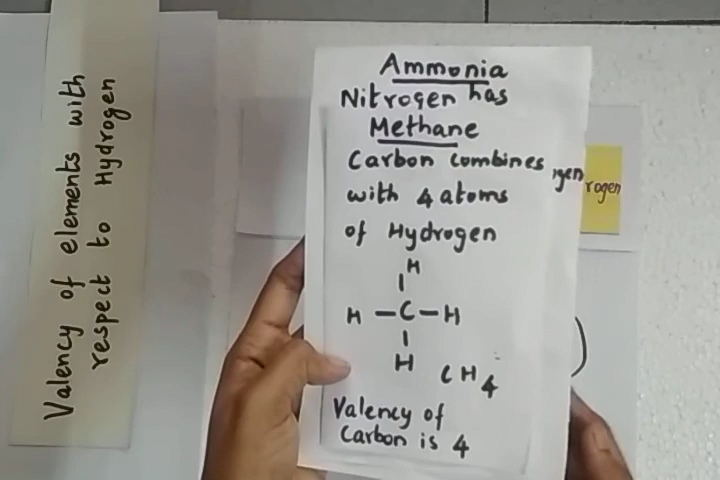 Valency of elements with
respect to Hydrogen
Ammonia
Nitrogen has
Methane
Carbon combines
with 4 atoms
of Hydrogen
H
H – C – H
H
CH4
Valency of
Carbon is 4